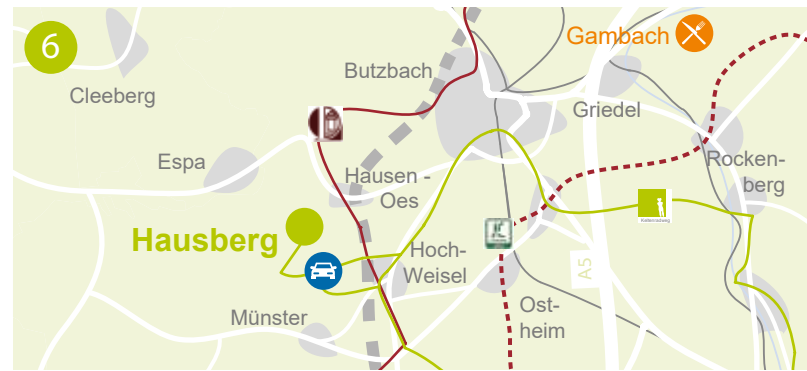 6
Gambach
Butzbach
Cleeberg
Griedel
Espa
Hausen -
Oes
Rocken-
berg
Hausberg
Hoch-
Weisel
A5
Münster
Ost-
heim